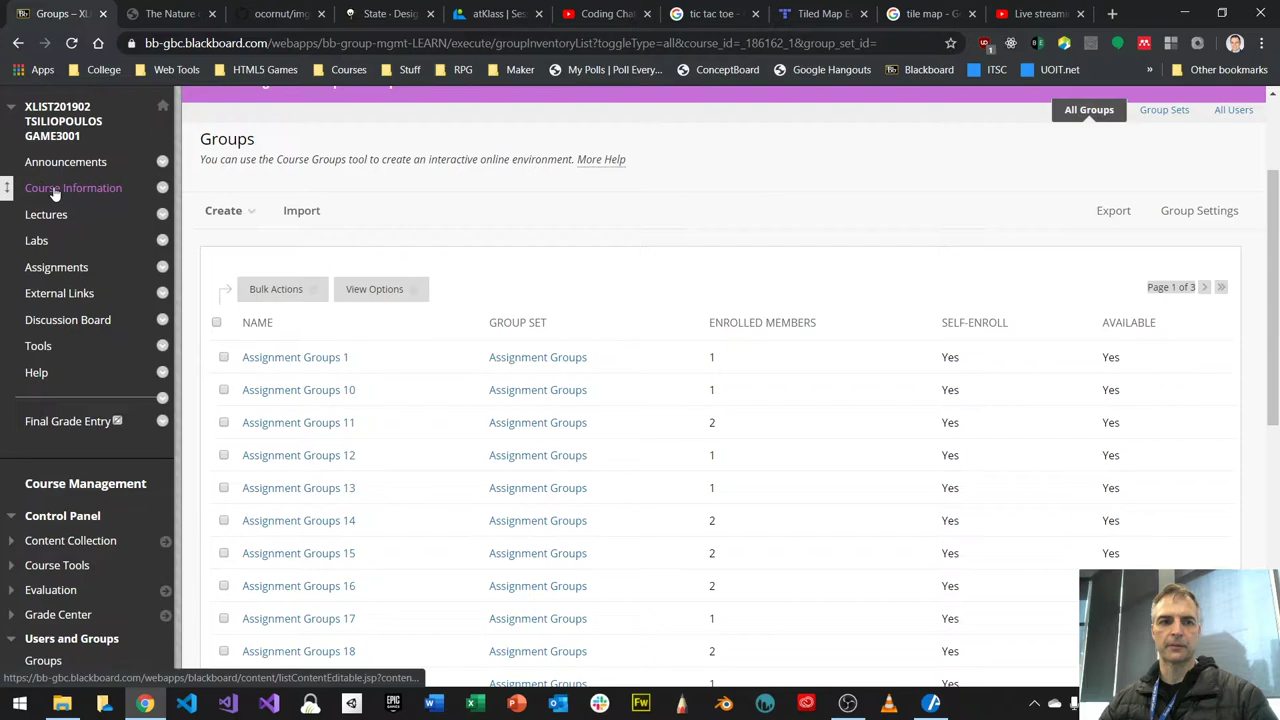 Groups – XL
The Nature o
ocornut/img
State · Desig
atKlass | Ses
Coding Chal
tic tac toe -
Tiled Map Ed
tile map - Go
Live streami
bb-gbc.blackboard.com/webapps/bb-group-mgmt-LEARN/execute/groupInventoryList?toggleType=all&course_id=_186162_1&group_set_id=
Apps
College
Web Tools
HTML5 Games
Courses
Stuff
RPG
Maker
My Polls | Poll Every...
ConceptBoard
Google Hangouts
Blackboard
ITSC
UOIT.net
»
Other bookmarks
XLIST201902
TSILIOPOULOS
GAME3001
Announcements
Course Information
Lectures
Labs
Assignments
External Links
Discussion Board
Tools
Help
Final Grade Entry
Course Management
Control Panel
Content Collection
Course Tools
Evaluation
Grade Center
Users and Groups
Groups
All Groups
Group Sets
All Users
Groups
You can use the Course Groups tool to create an interactive online environment. More Help
Create
Import
Export
Group Settings
Bulk Actions
View Options
Page 1 of 3
NAME GROUP SET ENROLLED MEMBERS SELF-ENROLL AVAILABLE
Assignment Groups 1 Assignment Groups 1 Yes Yes
Assignment Groups 10 Assignment Groups 1 Yes Yes
Assignment Groups 11 Assignment Groups 2 Yes Yes
Assignment Groups 12 Assignment Groups 1 Yes Yes
Assignment Groups 13 Assignment Groups 1 Yes Yes
Assignment Groups 14 Assignment Groups 2 Yes Yes
Assignment Groups 15 Assignment Groups 2 Yes Yes
Assignment Groups 16 Assignment Groups 2 Yes
Assignment Groups 17 Assignment Groups 1 Yes
Assignment Groups 18 Assignment Groups 2 Yes
https://bb-gbc.blackboard.com/webapps/blackboard/content/listContentEditable.jsp?conten...